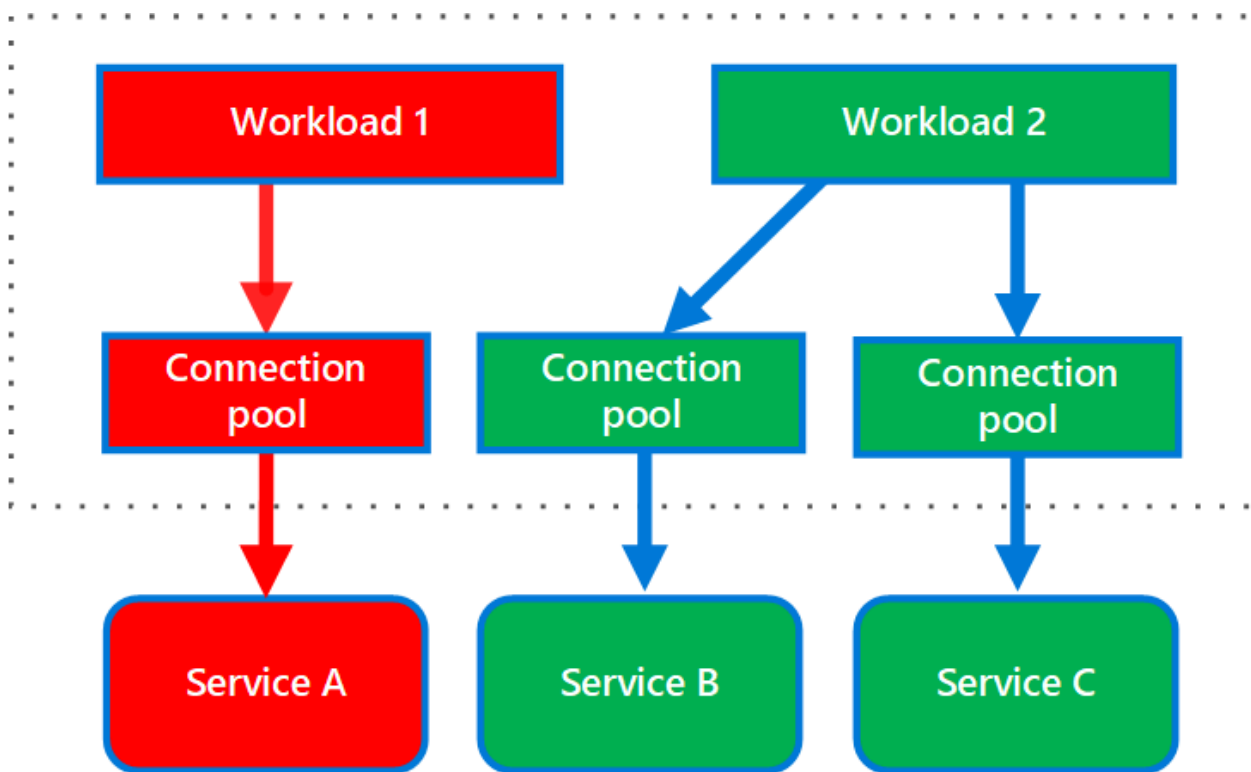 Workload 1
Workload 2
Connection
pool
Connection
pool
Connection
pool
Service A
Service B
Service C